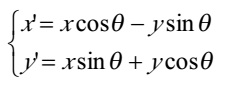 x' = x cos θ − y sin θ
y' = x sin θ + y cos θ